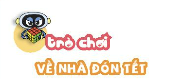 trò chơi
VỀ NHÀ ĐÓN TẾT